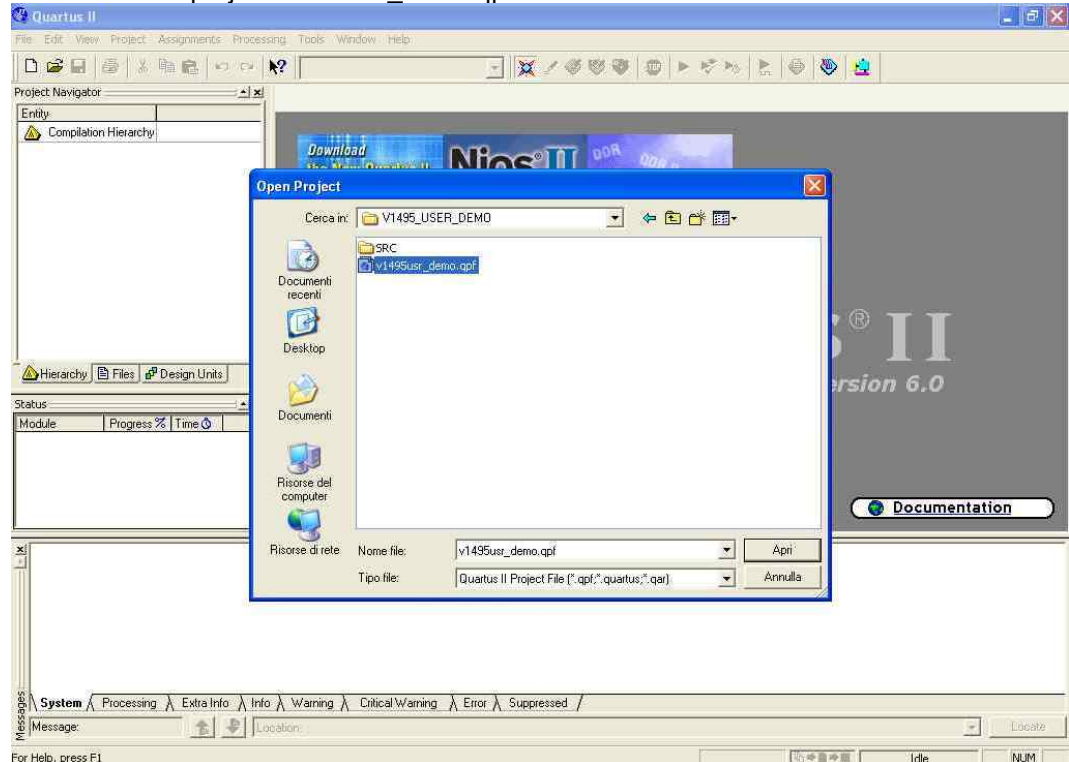 Quartus II
File Edit View Project Assignments Processing Tools Window Help
Project Navigator
Entity
Compilation Hierarchy
Download
Nios® II
DDR
Open Project
Cerca in: V1495_USER_DEMO
SRC
v1495usr_demo.qpf
Documenti recenti
Desktop
Documenti
Risorse del computer
Risorse di rete
® II
Version 6.0
Hierarchy Files Design Units
Status
Module Progress % Time
Documentation
Nome file: v1495usr_demo.qpf Apri
Tipo file: Quartus II Project File (*.qpf;*.quartus;*.qar) Annulla
System Processing Extra Info Info Warning Critical Warning Error Suppressed
Messages
Message: Location: Locate
For Help, press F1 Idle NUM